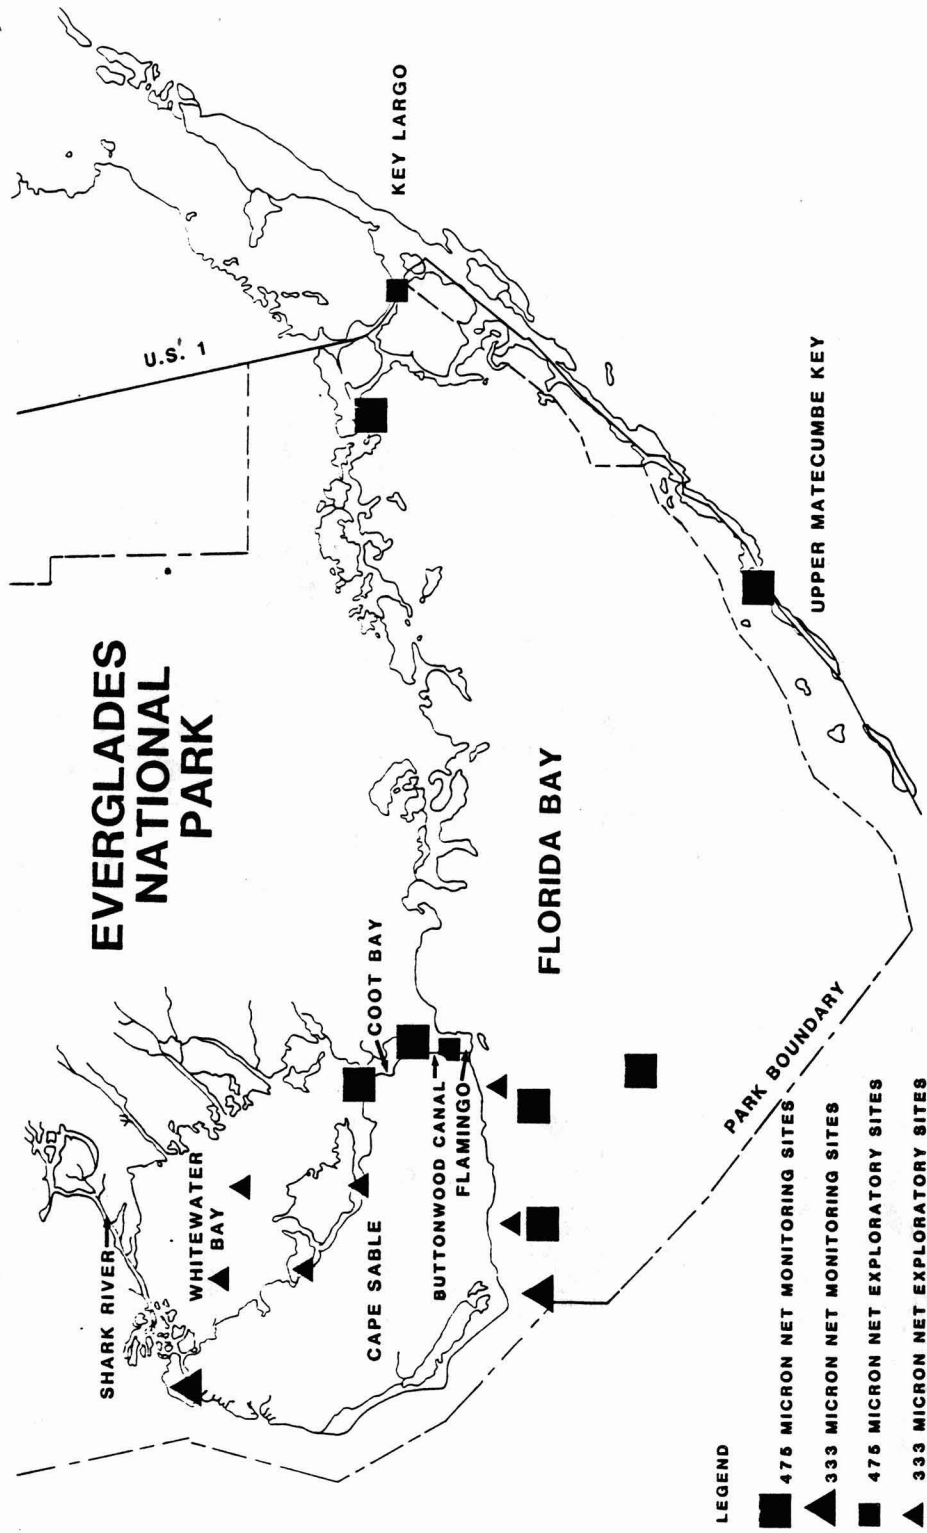 KEY LARGO
U.S. 1
UPPER MATECUMBE KEY
EVERGLADES
NATIONAL
PARK
FLORIDA BAY
COOT BAY
BUTTONWOOD CANAL
FLAMINGO
PARK BOUNDARY
WHITEWATER
BAY
SHARK RIVER
CAPE SABLE
LEGEND
475 MICRON NET MONITORING SITES
333 MICRON NET MONITORING SITES
475 MICRON NET EXPLORATORY SITES
333 MICRON NET EXPLORATORY SITES